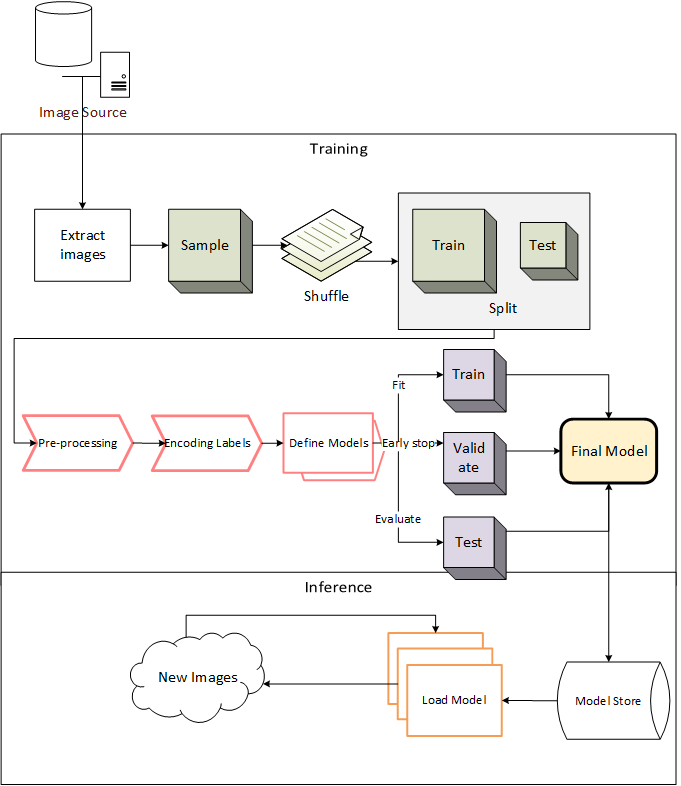 Image Source
Training
Extract
images
Sample
Shuffle
Train
Test
Split
Pre-processing
Encoding Labels
Define Models
Fit
Early stop
Evaluate
Train
Valid
ate
Test
Final Model
Inference
New Images
Load Model
Model Store